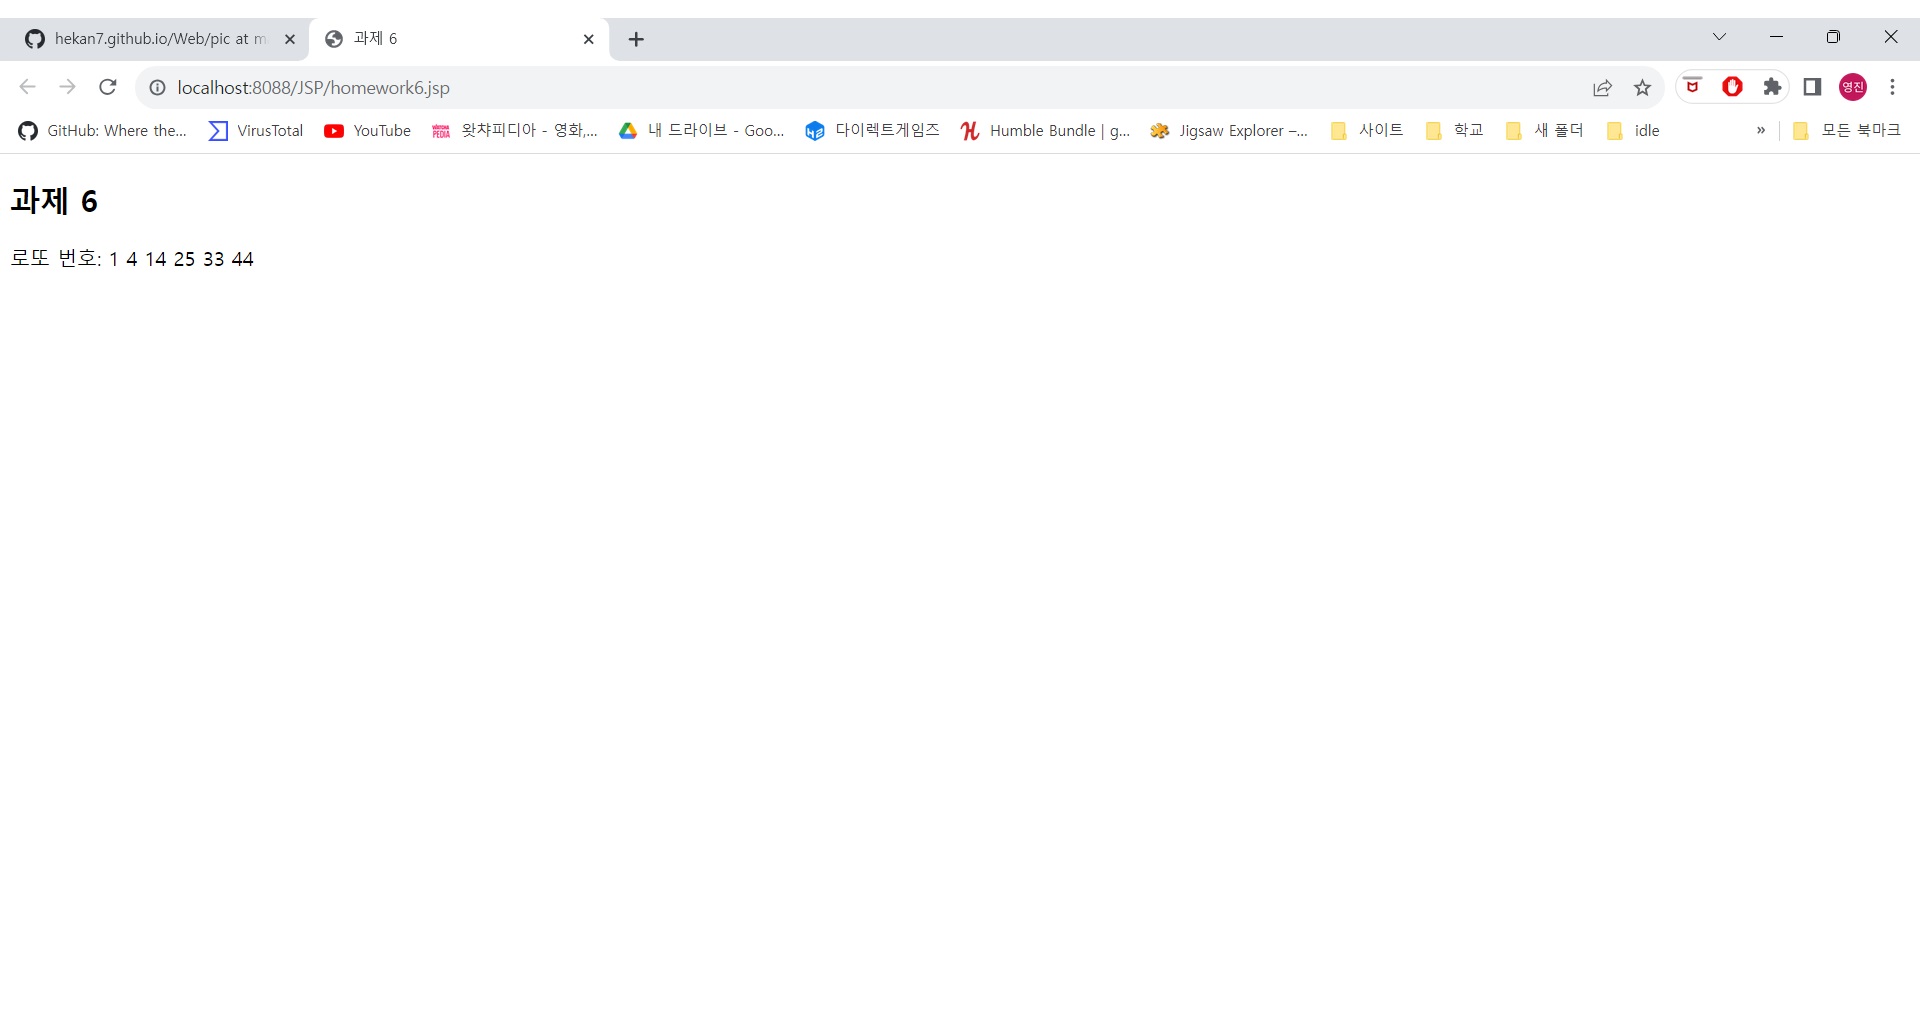 hekan7.github.io/Web/pic at m
과제 6
localhost:8088/JSP/homework6.jsp
영진
GitHub: Where the...
VirusTotal
YouTube
WATCHA PEDIA
왓챠피디아 - 영화,...
내 드라이브 - Goo...
다이렉트게임즈
Humble Bundle | g...
Jigsaw Explorer –...
사이트
학교
새 폴더
idle
»
모든 북마크
과제 6
로또 번호: 1 4 14 25 33 44